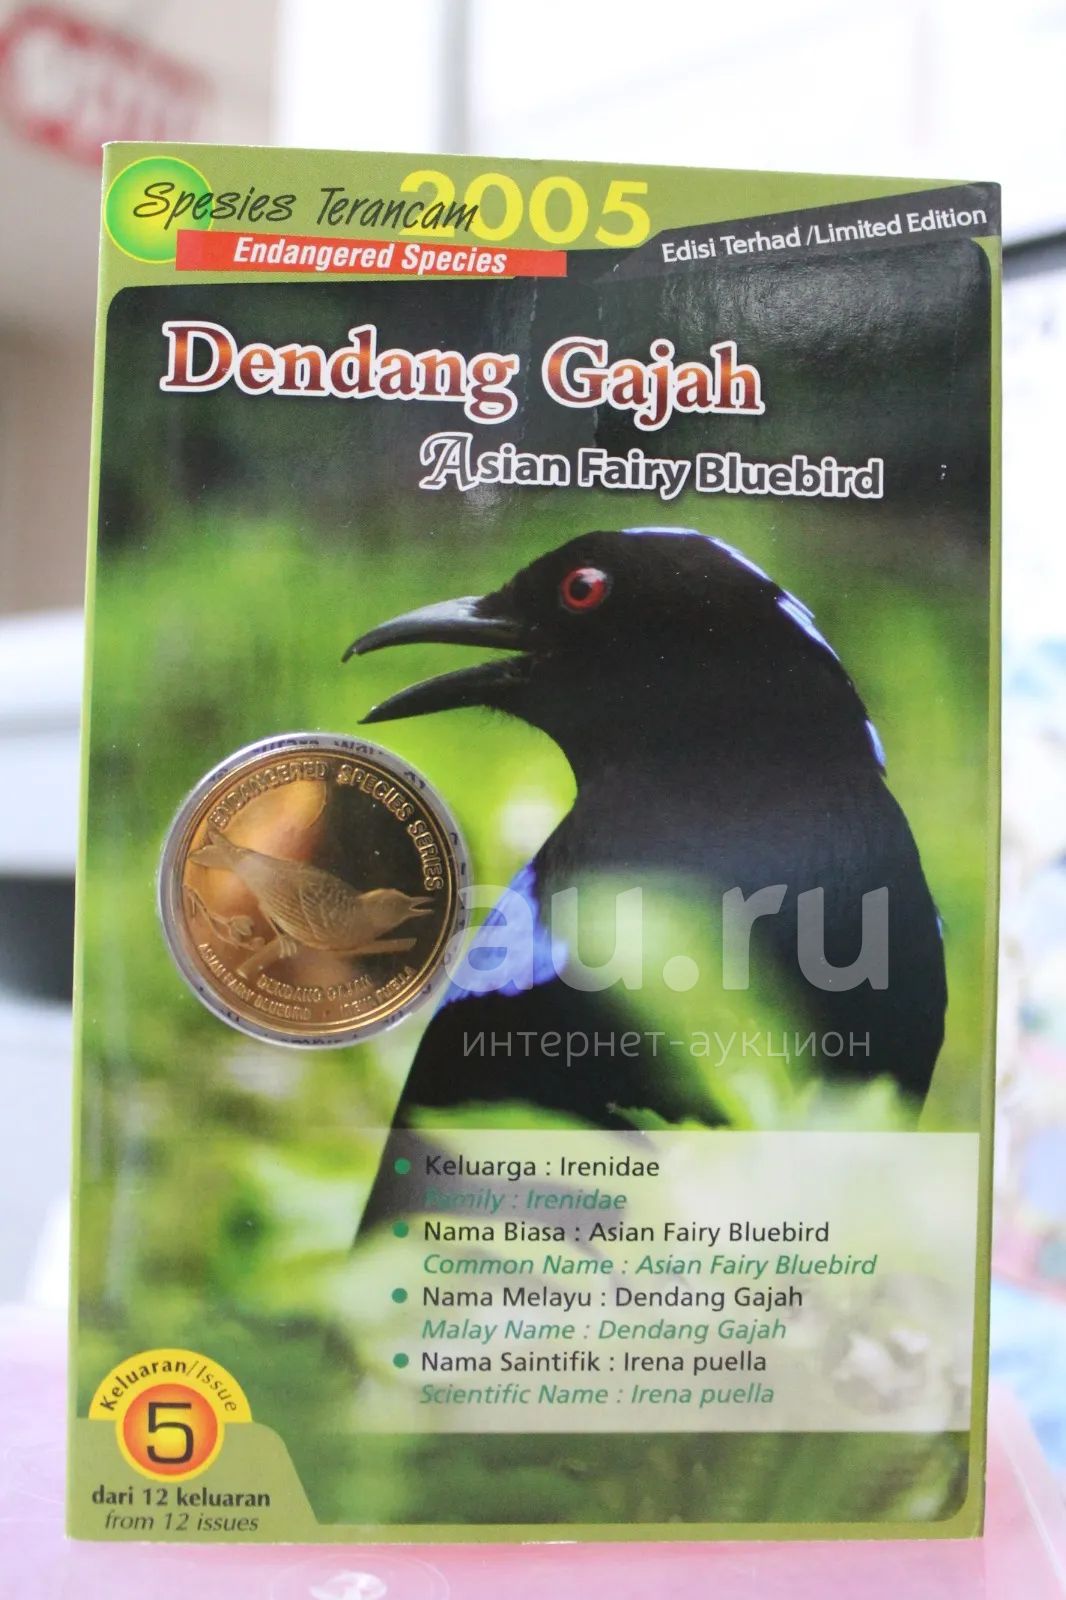 Spesies Terancam 2005
Endangered Species
Edisi Terhad /Limited Edition
Dendang Gajah
Asian Fairy Bluebird
ENDANGERED SPECIES SERIES
DENDANG GAJAH
ASIAN FAIRY BLUEBIRD • IRENA PUELLA
au.ru
интернет-аукцион
• Keluarga : Irenidae
Family : Irenidae
• Nama Biasa : Asian Fairy Bluebird
Common Name : Asian Fairy Bluebird
• Nama Melayu : Dendang Gajah
Malay Name : Dendang Gajah
• Nama Saintifik : Irena puella
Scientific Name : Irena puella
Keluaran/Issue
5
dari 12 keluaran
from 12 issues